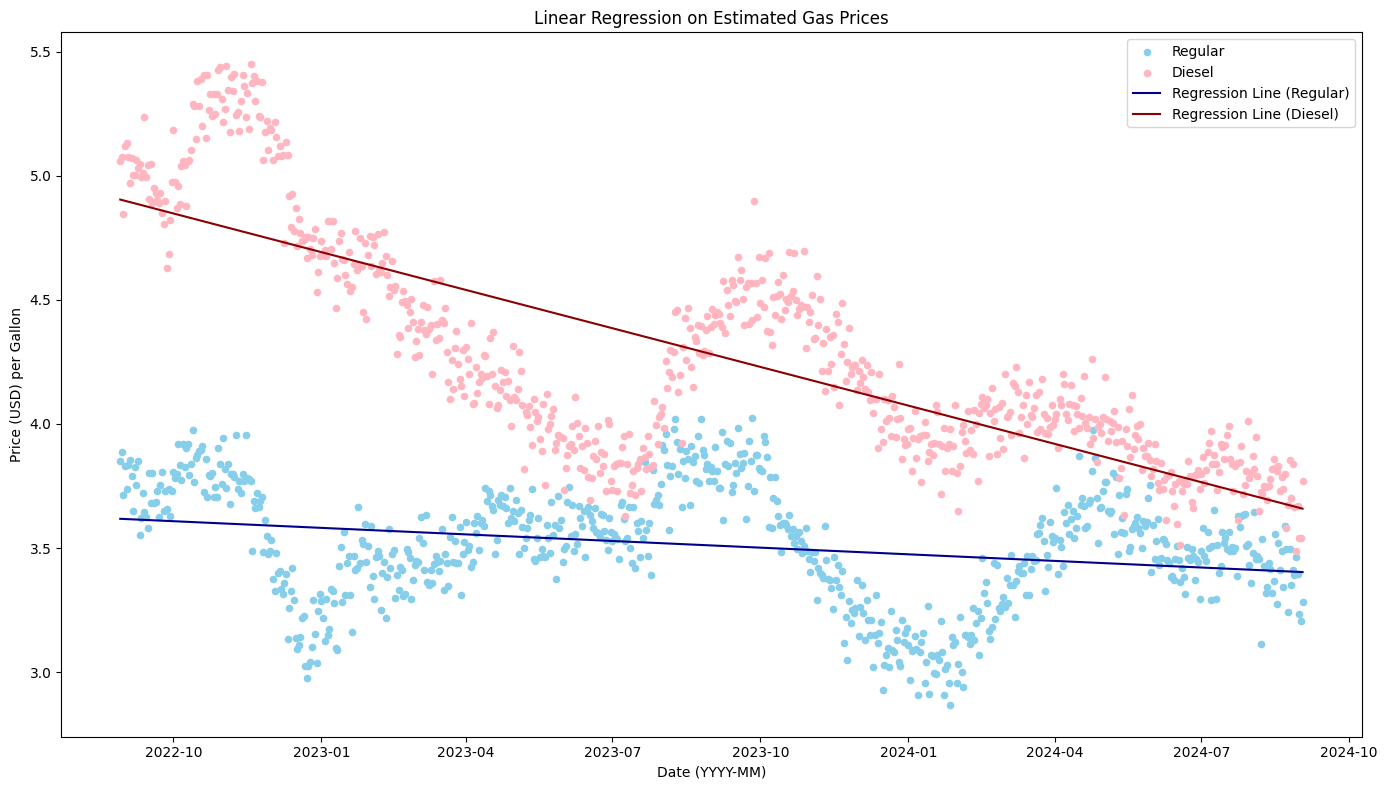 Linear Regression on Estimated Gas Prices
Regular
Diesel
Regression Line (Regular)
Regression Line (Diesel)
Price (USD) per Gallon
5.5
5.0
4.5
4.0
3.5
3.0
2022-10
2023-01
2023-04
2023-07
2023-10
2024-01
2024-04
2024-07
2024-10
Date (YYYY-MM)